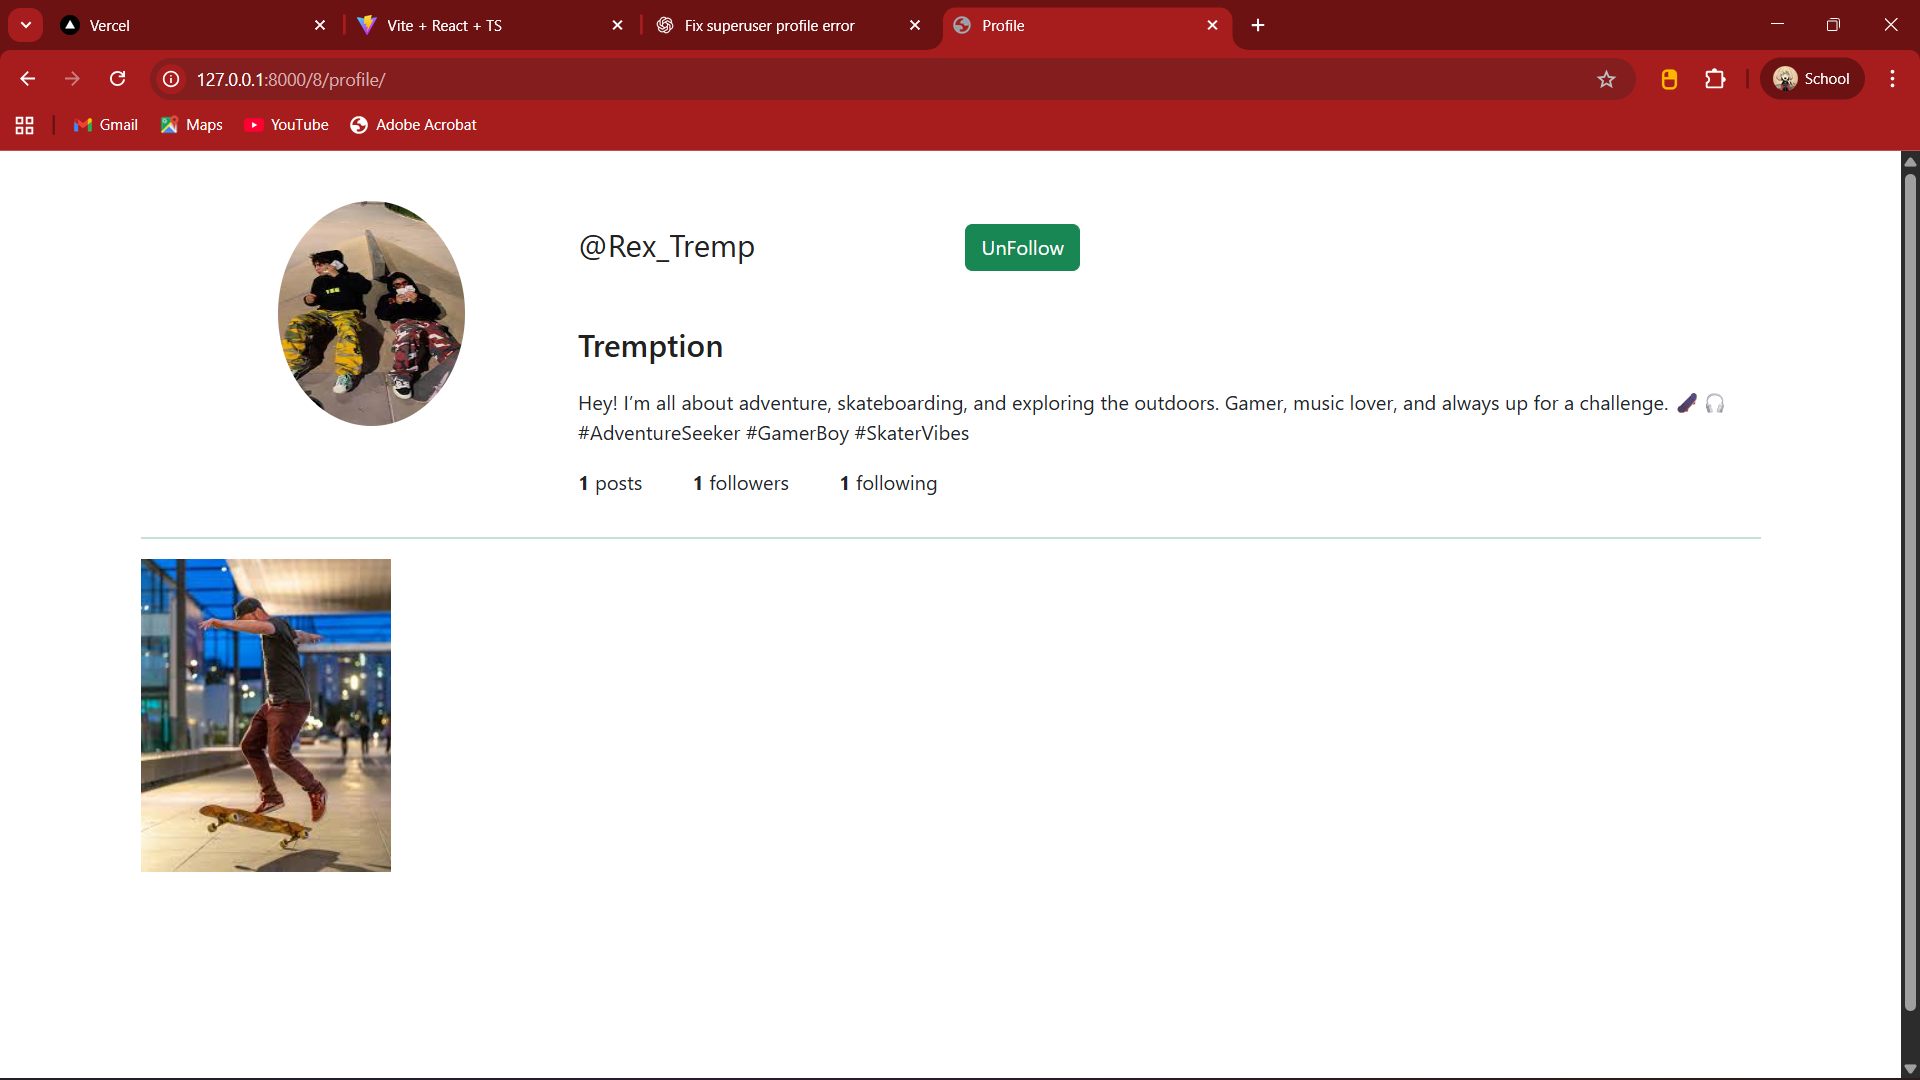 Vercel
Vite + React + TS
Fix superuser profile error
Profile
127.0.0.1:8000/8/profile/
School
Gmail
Maps
YouTube
Adobe Acrobat
@Rex_Tremp
UnFollow
Tremption
Hey! I’m all about adventure, skateboarding, and exploring the outdoors. Gamer, music lover, and always up for a challenge. 🛹 🎧
#AdventureSeeker #GamerBoy #SkaterVibes
1 posts 1 followers 1 following